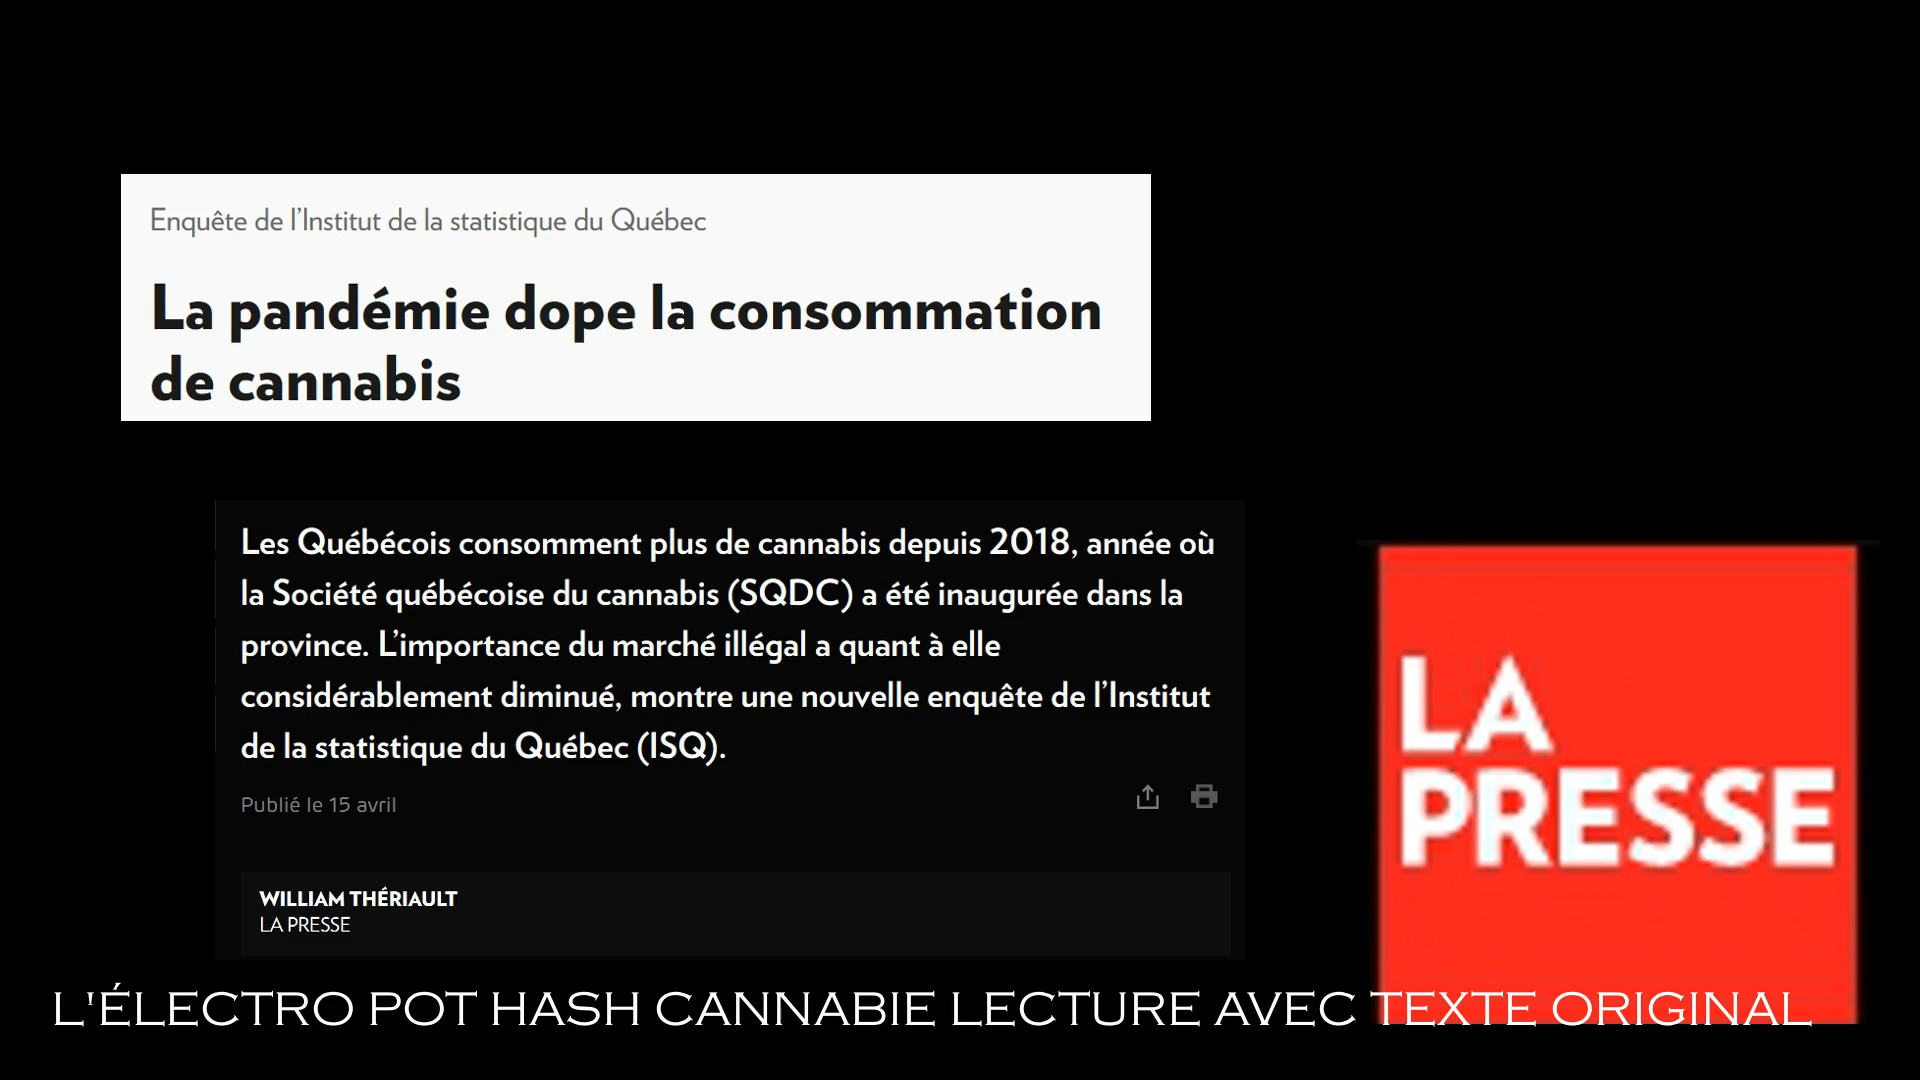 Enquête de l’Institut de la statistique du Québec
La pandémie dope la consommation
de cannabis
Les Québécois consomment plus de cannabis depuis 2018, année où
la Société québécoise du cannabis (SQDC) a été inaugurée dans la
province. L’importance du marché illégal a quant à elle
considérablement diminué, montre une nouvelle enquête de l’Institut
de la statistique du Québec (ISQ).
Publié le 15 avril
WILLIAM THÉRIAULT
LA PRESSE
LA
PRESSE
L'ÉLECTRO POT HASH CANNABIE LECTURE AVEC TEXTE ORIGINAL